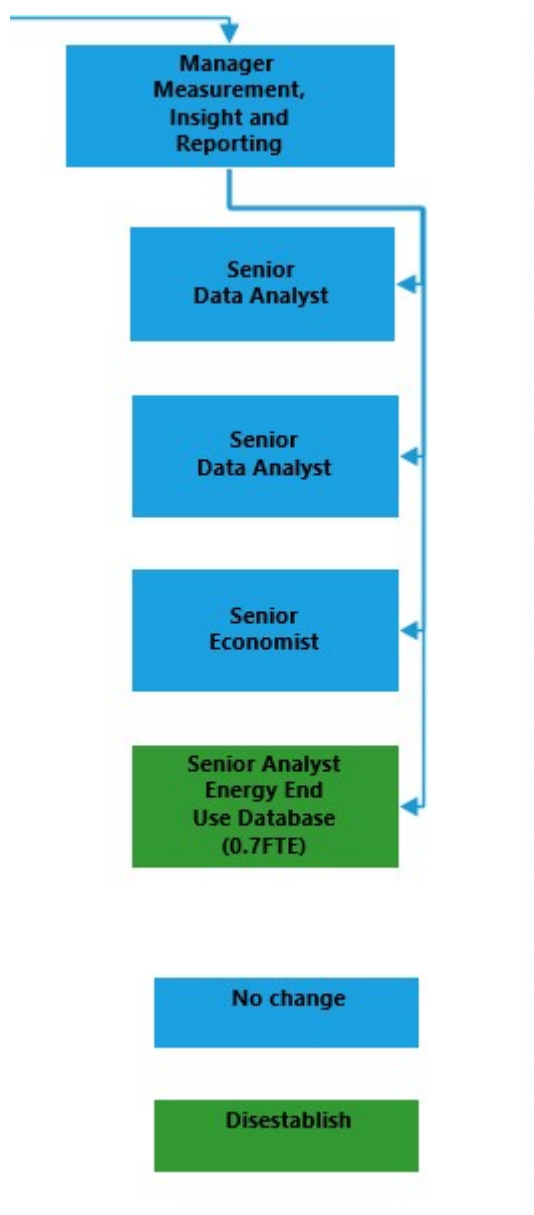 Manager
Measurement,
Insight and
Reporting
Senior
Data Analyst
Senior
Data Analyst
Senior
Economist
Senior Analyst
Energy End
Use Database
(0.7FTE)
No change
Disestablish